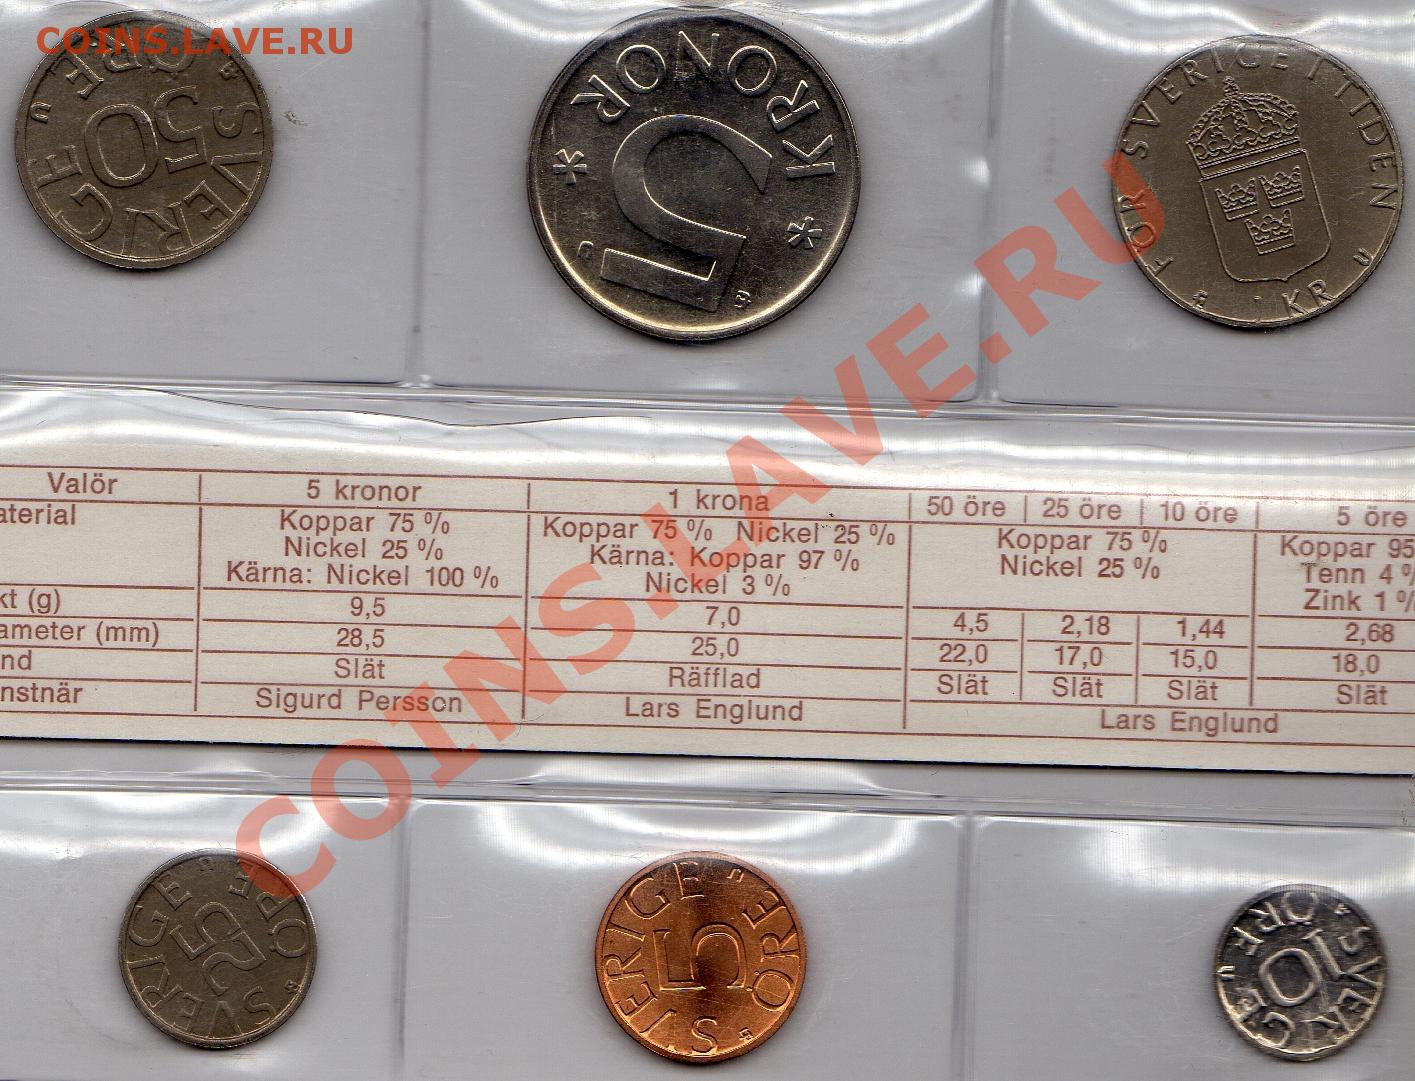 COINS.LAVE.RU
50 ÖRE SVERIGE U
5 KRONOR
FÖR SVERIGE I TIDEN U
1 KR
COINS.LAVE.RU
Valör | 5 kronor | 1 krona | 50 öre | 25 öre | 10 öre | 5 öre
aterial | Koppar 75 % | Koppar 75 % Nickel 25 % | Koppar 75 % | Koppar 95
Nickel 25 % | Kärna: Koppar 97 % | Nickel 25 % | Tenn 4 %
Kärna: Nickel 100 % | Nickel 3 % | Zink 1 %
kt (g) | 9,5 | 7,0 | 4,5 | 2,18 | 1,44 | 2,68
ameter (mm) | 28,5 | 25,0 | 22,0 | 17,0 | 15,0 | 18,0
nd | Slät | Räfflad | Slät | Slät | Slät | Slät
nstnär | Sigurd Persson | Lars Englund | Lars Englund
25 ÖRE SVERIGE
5 ÖRE SVERIGE
10 ÖRE SVERIGE U